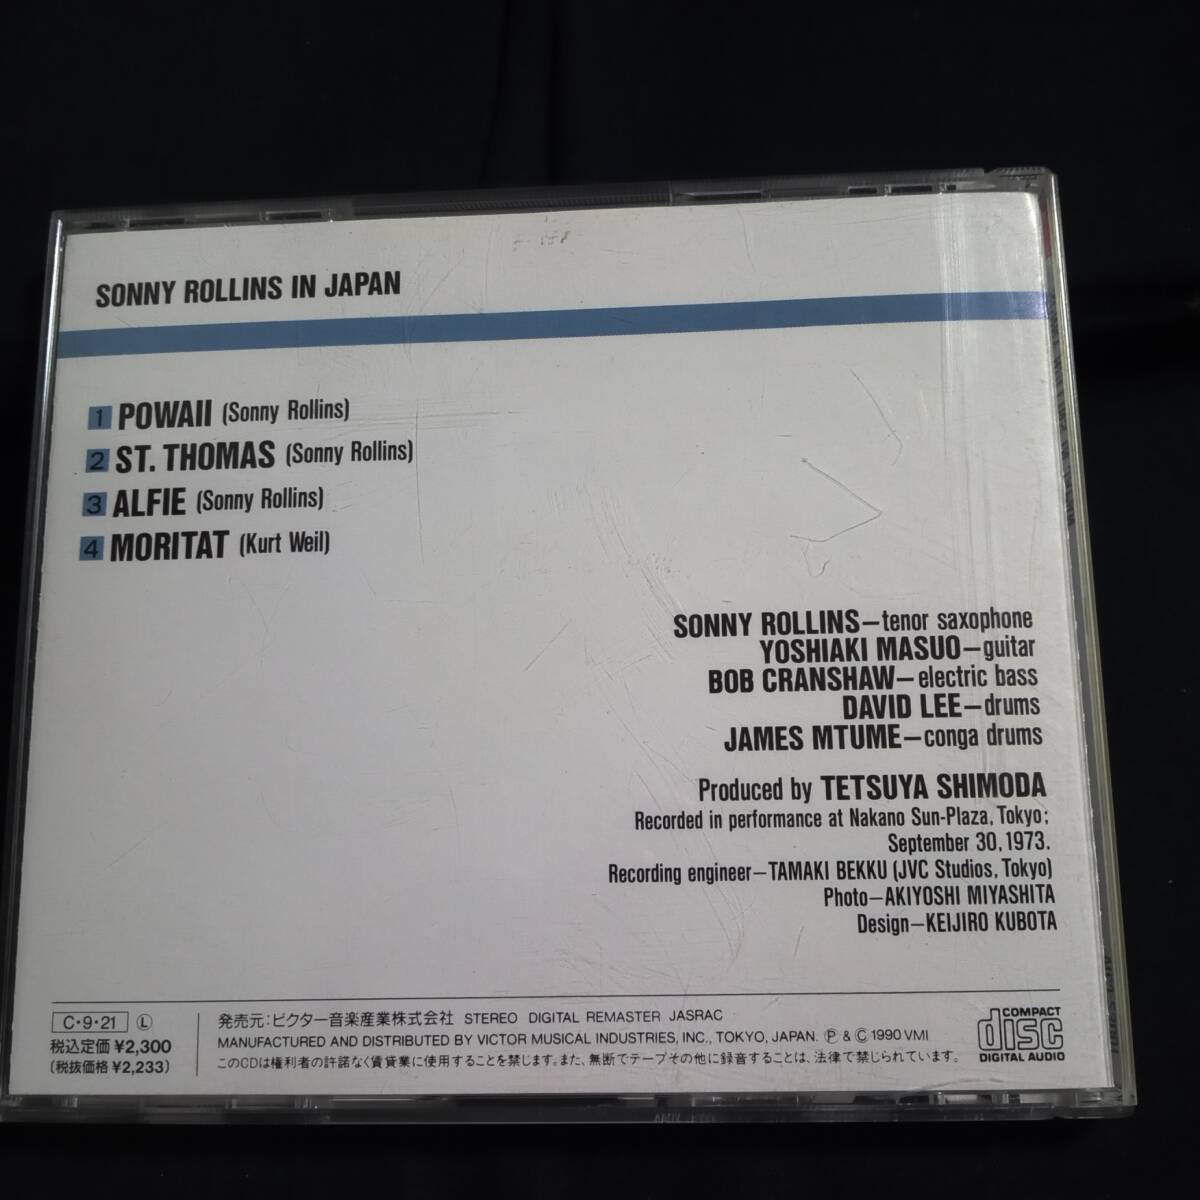 SONNY ROLLINS IN JAPAN
1 POWAII (Sonny Rollins)
2 ST. THOMAS (Sonny Rollins)
3 ALFIE (Sonny Rollins)
4 MORITAT (Kurt Weil)
SONNY ROLLINS—tenor saxophone
YOSHIAKI MASUO—guitar
BOB CRANSHAW—electric bass
DAVID LEE—drums
JAMES MTUME—conga drums
Produced by TETSUYA SHIMODA
Recorded in performance at Nakano Sun-Plaza, Tokyo;
September 30, 1973.
Recording engineer—TAMAKI BEKKU (JVC Studios, Tokyo)
Photo—AKIYOSHI MIYASHITA
Design—KEIJIRO KUBOTA
C・9・21 Ⓛ
税込定価 ¥2,300
(税抜価格 ¥2,233)
発売元:ビクター音楽産業株式会社 STEREO DIGITAL REMASTER JASRAC
MANUFACTURED AND DISTRIBUTED BY VICTOR MUSICAL INDUSTRIES, INC., TOKYO, JAPAN. Ⓟ & © 1990 VMI
このCDは権利者の許諾なく賃貸業に使用することを禁じます。また、無断でテープその他に録音することは、法律で禁じられています。
COMPACT
disc
DIGITAL AUDIO